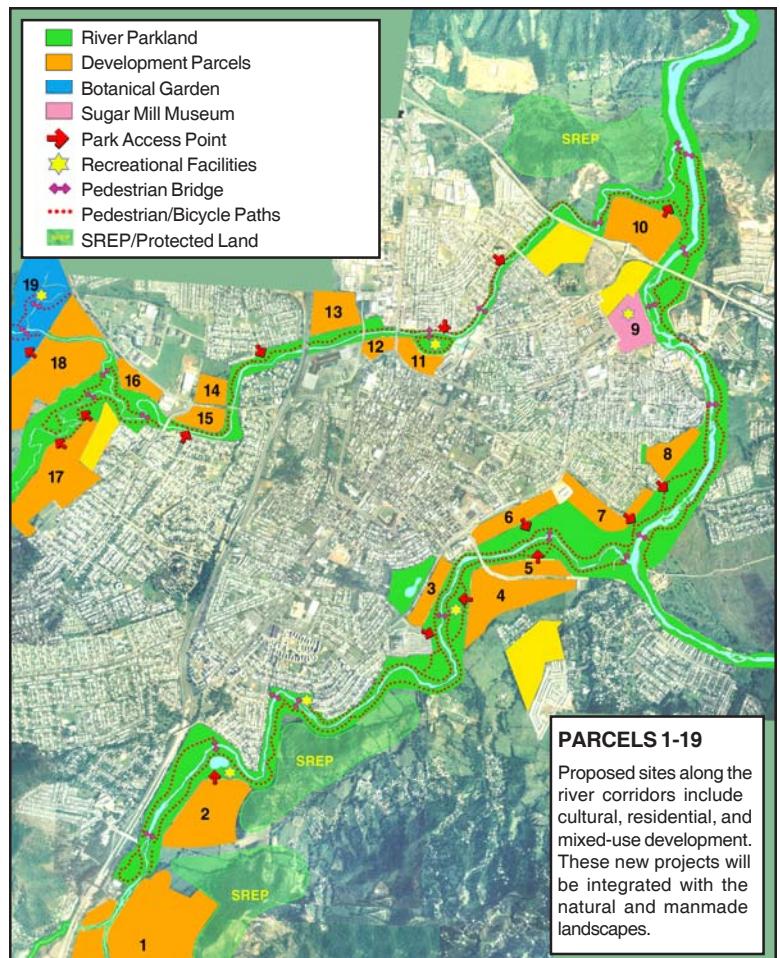 River Parkland
Development Parcels
Botanical Garden
Sugar Mill Museum
Park Access Point
Recreational Facilities
Pedestrian Bridge
Pedestrian/Bicycle Paths
SREP SREP/Protected Land
SREP
10
19
13
9
12
11
18
16
14
15
8
17
7
6
5
3
4
SREP
2
SREP
1
PARCELS 1-19
Proposed sites along the
river corridors include
cultural, residential, and
mixed-use development.
These new projects will
be integrated with the
natural and manmade
landscapes.